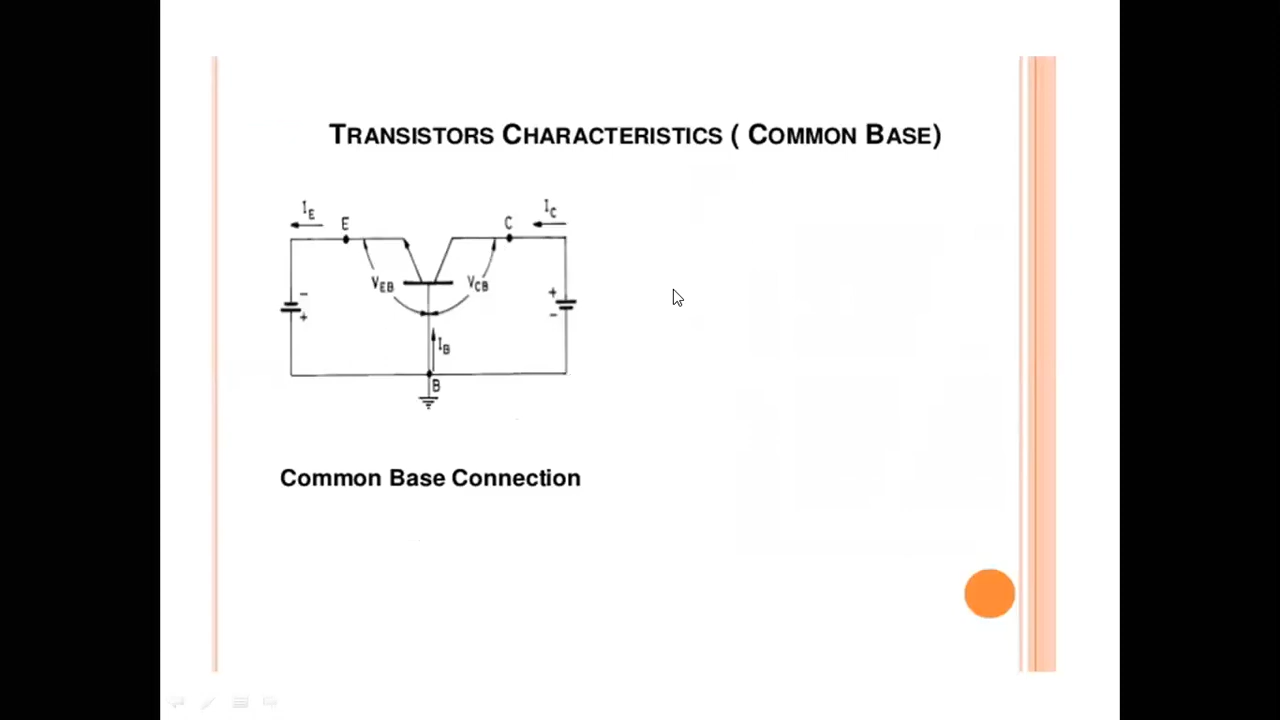 TRANSISTORS CHARACTERISTICS ( COMMON BASE)
IE
E
C
IC
VEB
VCB
-
+
+
-
IB
B
Common Base Connection